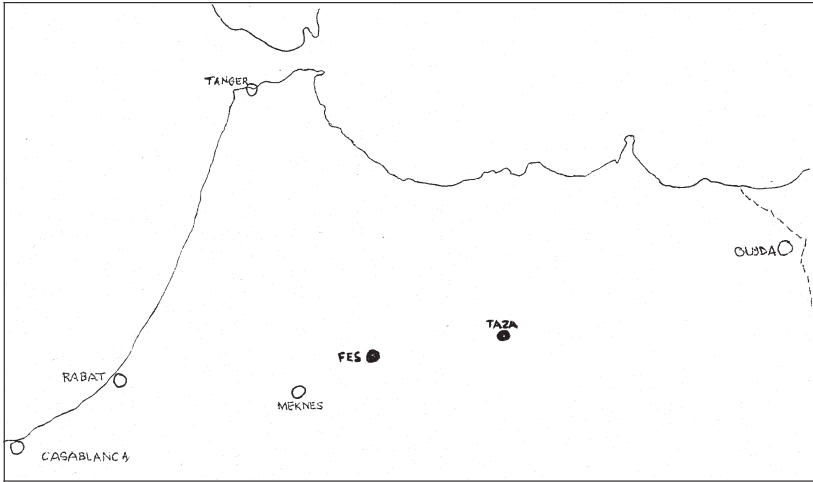 TANGER
OUJDA
TAZA
FES
RABAT
MEKNES
CASABLANCA